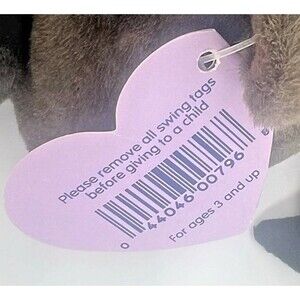 Please remove all swing tags
before giving to a child
0 44046 00796
For ages 3 and up